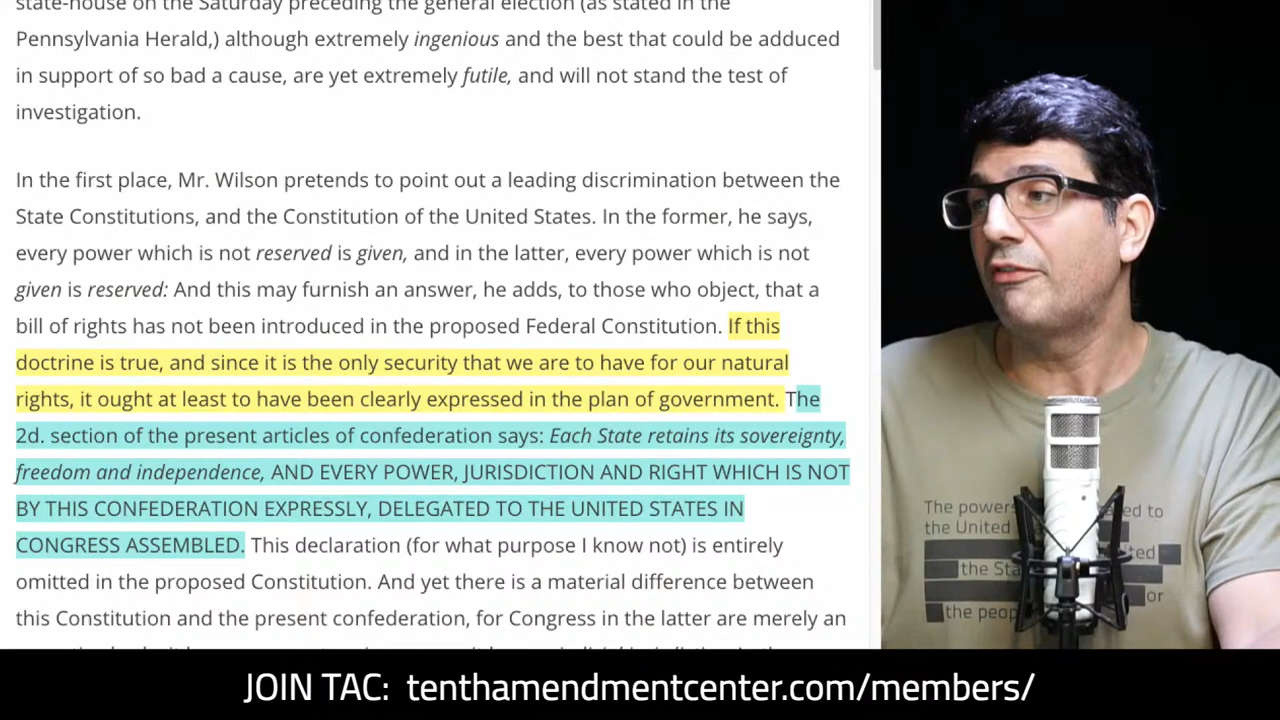 state-house on the Saturday preceding the general election (as stated in the
Pennsylvania Herald,) although extremely ingenious and the best that could be adduced
in support of so bad a cause, are yet extremely futile, and will not stand the test of
investigation.
In the first place, Mr. Wilson pretends to point out a leading discrimination between the
State Constitutions, and the Constitution of the United States. In the former, he says,
every power which is not reserved is given, and in the latter, every power which is not
given is reserved: And this may furnish an answer, he adds, to those who object, that a
bill of rights has not been introduced in the proposed Federal Constitution. If this
doctrine is true, and since it is the only security that we are to have for our natural
rights, it ought at least to have been clearly expressed in the plan of government. The
2d. section of the present articles of confederation says: Each State retains its sovereignty,
freedom and independence, AND EVERY POWER, JURISDICTION AND RIGHT WHICH IS NOT
BY THIS CONFEDERATION EXPRESSLY, DELEGATED TO THE UNITED STATES IN
CONGRESS ASSEMBLED. This declaration (for what purpose I know not) is entirely
omitted in the proposed Constitution. And yet there is a material difference between
this Constitution and the present confederation, for Congress in the latter are merely an
The powers to
the United
the
or
the
JOIN TAC: tenthamendmentcenter.com/members/